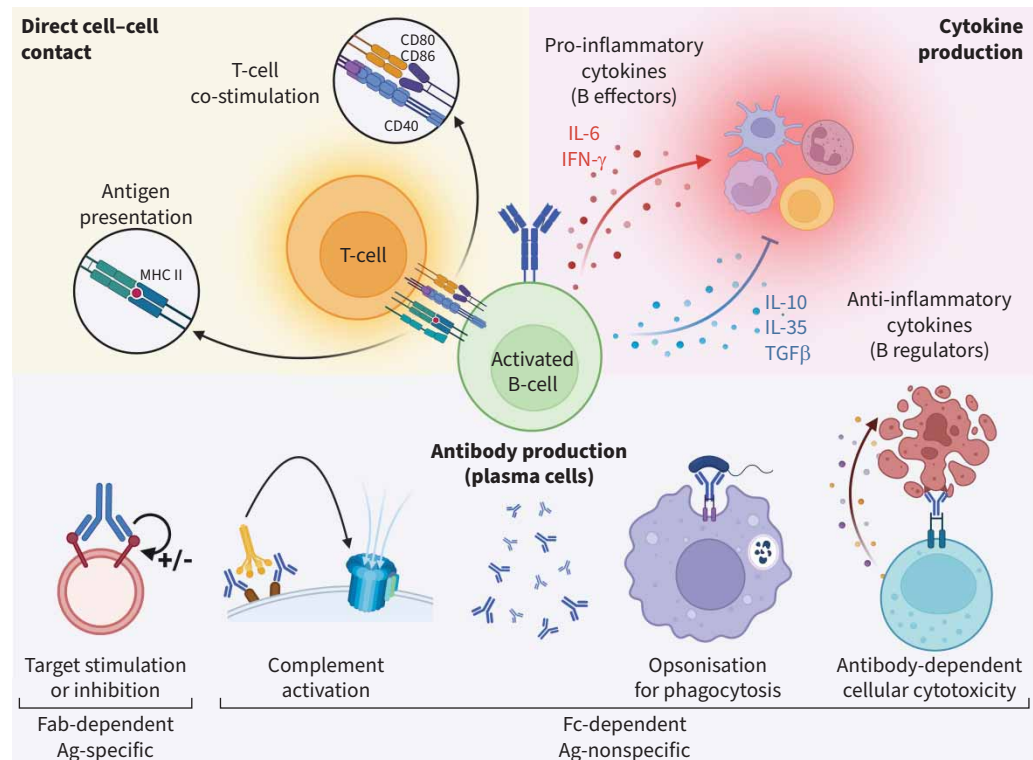 Direct cell–cell
contact
T-cell
co-stimulation
CD80
CD86
CD40
Antigen
presentation
MHC II
T-cell
Activated
B-cell
Cytokine
production
Pro-inflammatory
cytokines
(B effectors)
IL-6
IFN-γ
IL-10
IL-35
TGFβ
Anti-inflammatory
cytokines
(B regulators)
Antibody production
(plasma cells)
+/-
Target stimulation
or inhibition
Complement
activation
Opsonisation
for phagocytosis
Antibody-dependent
cellular cytotoxicity
Fab-dependent
Ag-specific
Fc-dependent
Ag-nonspecific